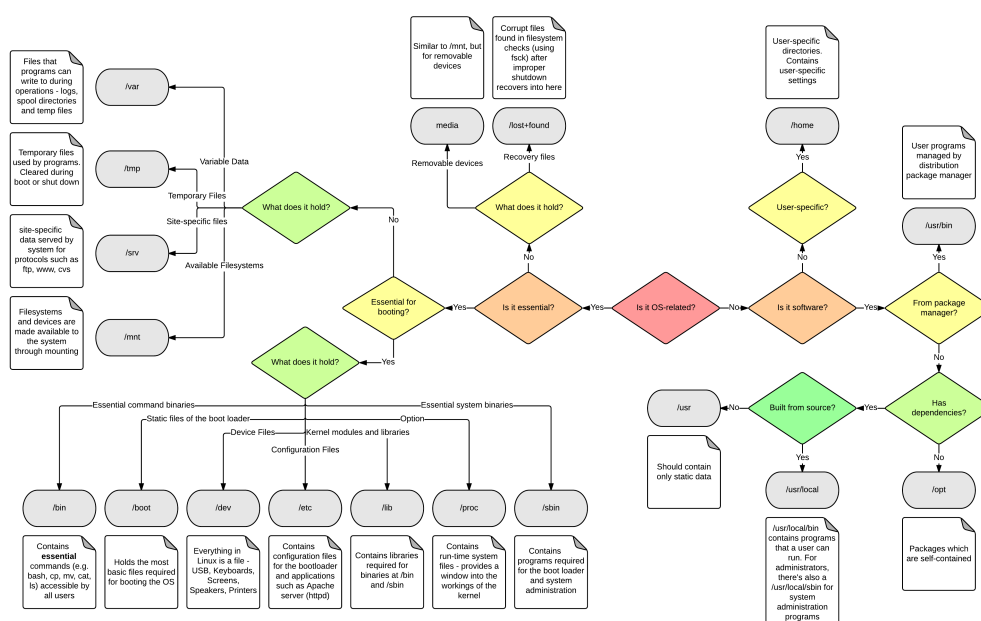 Files that
programs can
write to during
operations - logs,
spool directories
and temp files
/var
Similar to /mnt, but
for removable
devices
Corrupt files
found in filesystem
checks (using
fsck) after
improper
shutdown
recovers into here
User-specific
directories.
Contains
user-specific
settings
media
/lost+found
/home
Removable devices
Recovery files
Yes
User programs
managed by
distribution
package manager
Temporary files
used by programs.
Cleared during
boot or shut down
/tmp
Variable Data
Temporary Files
Site-specific files
Available Filesystems
What does it hold?
What does it hold?
User-specific?
/usr/bin
site-specific
data served by
system for
protocols such as
ftp, www, cvs
/srv
No
No
No
Yes
Filesystems
and devices are
made available to
the system
through mounting
/mnt
Essential for
booting?
Yes
Is it essential?
Yes
Is it OS-related?
No
Is it software?
Yes
From package
manager?
What does it hold?
Yes
No
/usr
No
Built from source?
Yes
Has
dependencies?
Essential command binaries
Essential system binaries
Static files of the boot loader
Option
Device Files
Kernel modules and libraries
Configuration Files
Yes
No
Should contain
only static data
/usr/local
/opt
/bin
/boot
/dev
/etc
/lib
/proc
/sbin
Contains
essential
commands (e.g.
bash, cp, mv, cat,
ls) accessible by
all users
Holds the most
basic files required
for booting the OS
Everything in
Linux is a file -
USB, Keyboards,
Screens,
Speakers, Printers
Contains
configuration files
for the bootloader
and applications
such as Apache
server (httpd)
Contains libraries
required for
binaries at /bin
and /sbin
Contains
run-time system
files - provides a
window into the
workings of the
kernel
Contains
programs required
for the boot loader
and system
administration
/usr/local/bin
contains programs
that a user can
run. For
administrators,
there's also a
/usr/local/sbin for
system
administration
programs
Packages which
are self-contained